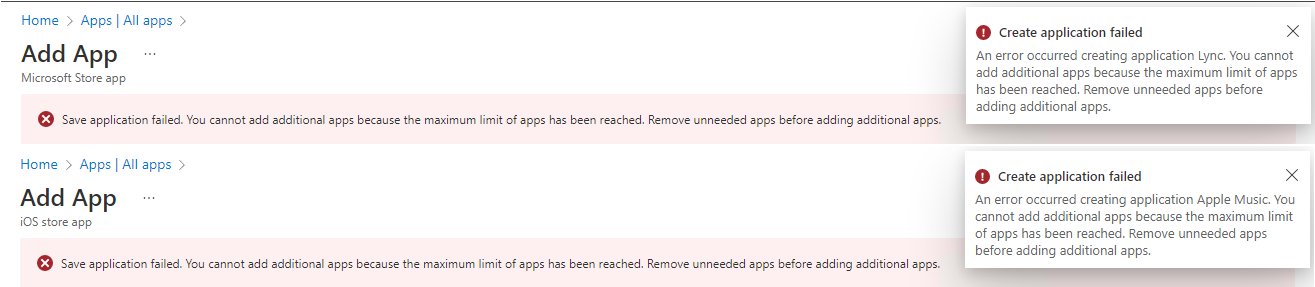 Home > Apps | All apps >
Add App ...
Microsoft Store app
Save application failed. You cannot add additional apps because the maximum limit of apps has been reached. Remove unneeded apps before adding additional apps.
Create application failed
An error occurred creating application Lync. You cannot
add additional apps because the maximum limit of apps
has been reached. Remove unneeded apps before
adding additional apps.
Home > Apps | All apps >
Add App ...
iOS store app
Save application failed. You cannot add additional apps because the maximum limit of apps has been reached. Remove unneeded apps before adding additional apps.
Create application failed
An error occurred creating application Apple Music. You
cannot add additional apps because the maximum limit
of apps has been reached. Remove unneeded apps
before adding additional apps.